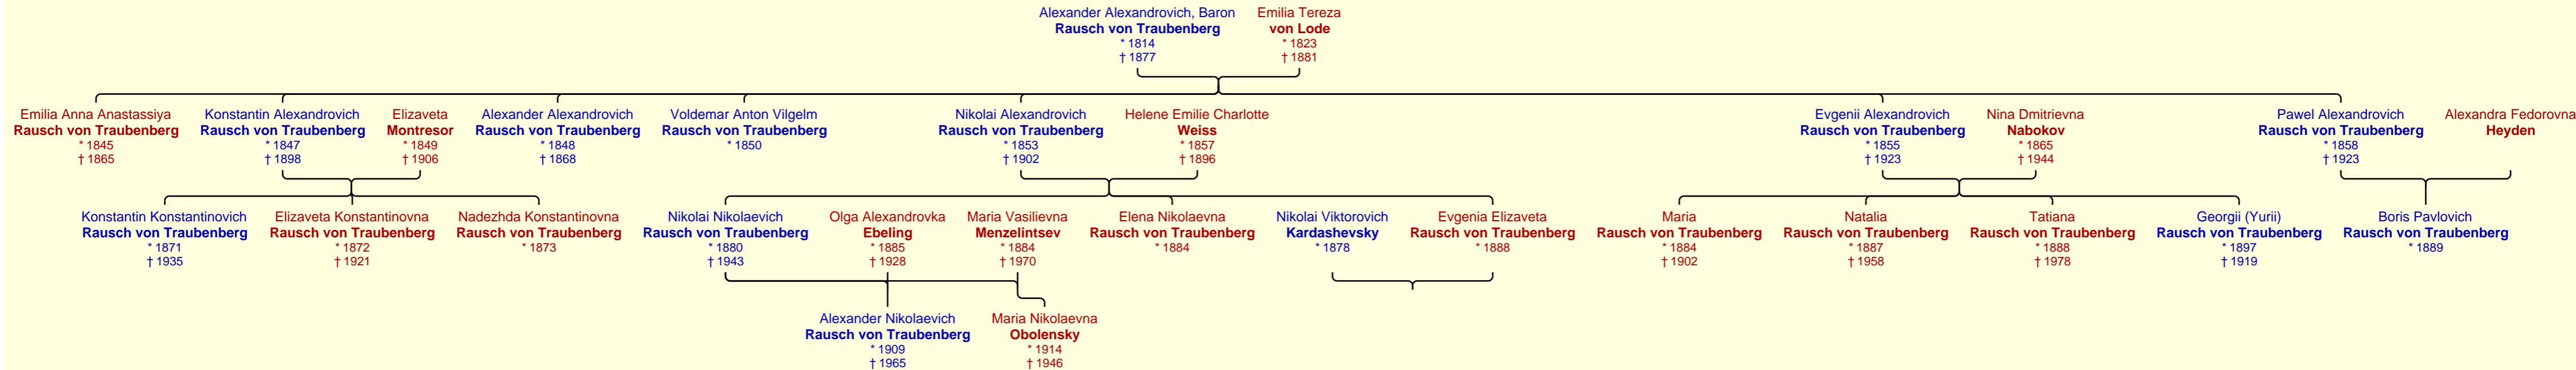 Alexander Alexandrovich, Baron
Rausch von Traubenberg
* 1814
† 1877
Emilia Tereza
von Lode
* 1823
† 1881
Emilia Anna Anastassiya
Rausch von Traubenberg
* 1845
† 1865
Konstantin Alexandrovich
Rausch von Traubenberg
* 1847
† 1898
Elizaveta
Montresor
* 1849
† 1906
Alexander Alexandrovich
Rausch von Traubenberg
* 1848
† 1868
Voldemar Anton Vilgelm
Rausch von Traubenberg
* 1850
Nikolai Alexandrovich
Rausch von Traubenberg
* 1853
† 1902
Helene Emilie Charlotte
Weiss
* 1857
† 1896
Evgenii Alexandrovich
Rausch von Traubenberg
* 1855
† 1923
Nina Dmitrievna
Nabokov
* 1865
† 1944
Pawel Alexandrovich
Rausch von Traubenberg
* 1858
† 1923
Alexandra Fedorovna
Heyden
Konstantin Konstantinovich
Rausch von Traubenberg
* 1871
† 1935
Elizaveta Konstantinovna
Rausch von Traubenberg
* 1872
† 1921
Nadezhda Konstantinovna
Rausch von Traubenberg
* 1873
Nikolai Nikolaevich
Rausch von Traubenberg
* 1880
† 1943
Olga Alexandrovka
Ebeling
* 1885
† 1928
Maria Vasilievna
Menzelintsev
* 1884
† 1970
Elena Nikolaevna
Rausch von Traubenberg
* 1884
Nikolai Viktorovich
Kardashevsky
* 1878
Evgenia Elizaveta
Rausch von Traubenberg
* 1888
Maria
Rausch von Traubenberg
* 1884
† 1902
Natalia
Rausch von Traubenberg
* 1887
† 1958
Tatiana
Rausch von Traubenberg
* 1888
† 1978
Georgii (Yurii)
Rausch von Traubenberg
* 1897
† 1919
Boris Pavlovich
Rausch von Traubenberg
* 1889
Alexander Nikolaevich
Rausch von Traubenberg
* 1909
† 1965
Maria Nikolaevna
Obolensky
* 1914
† 1946